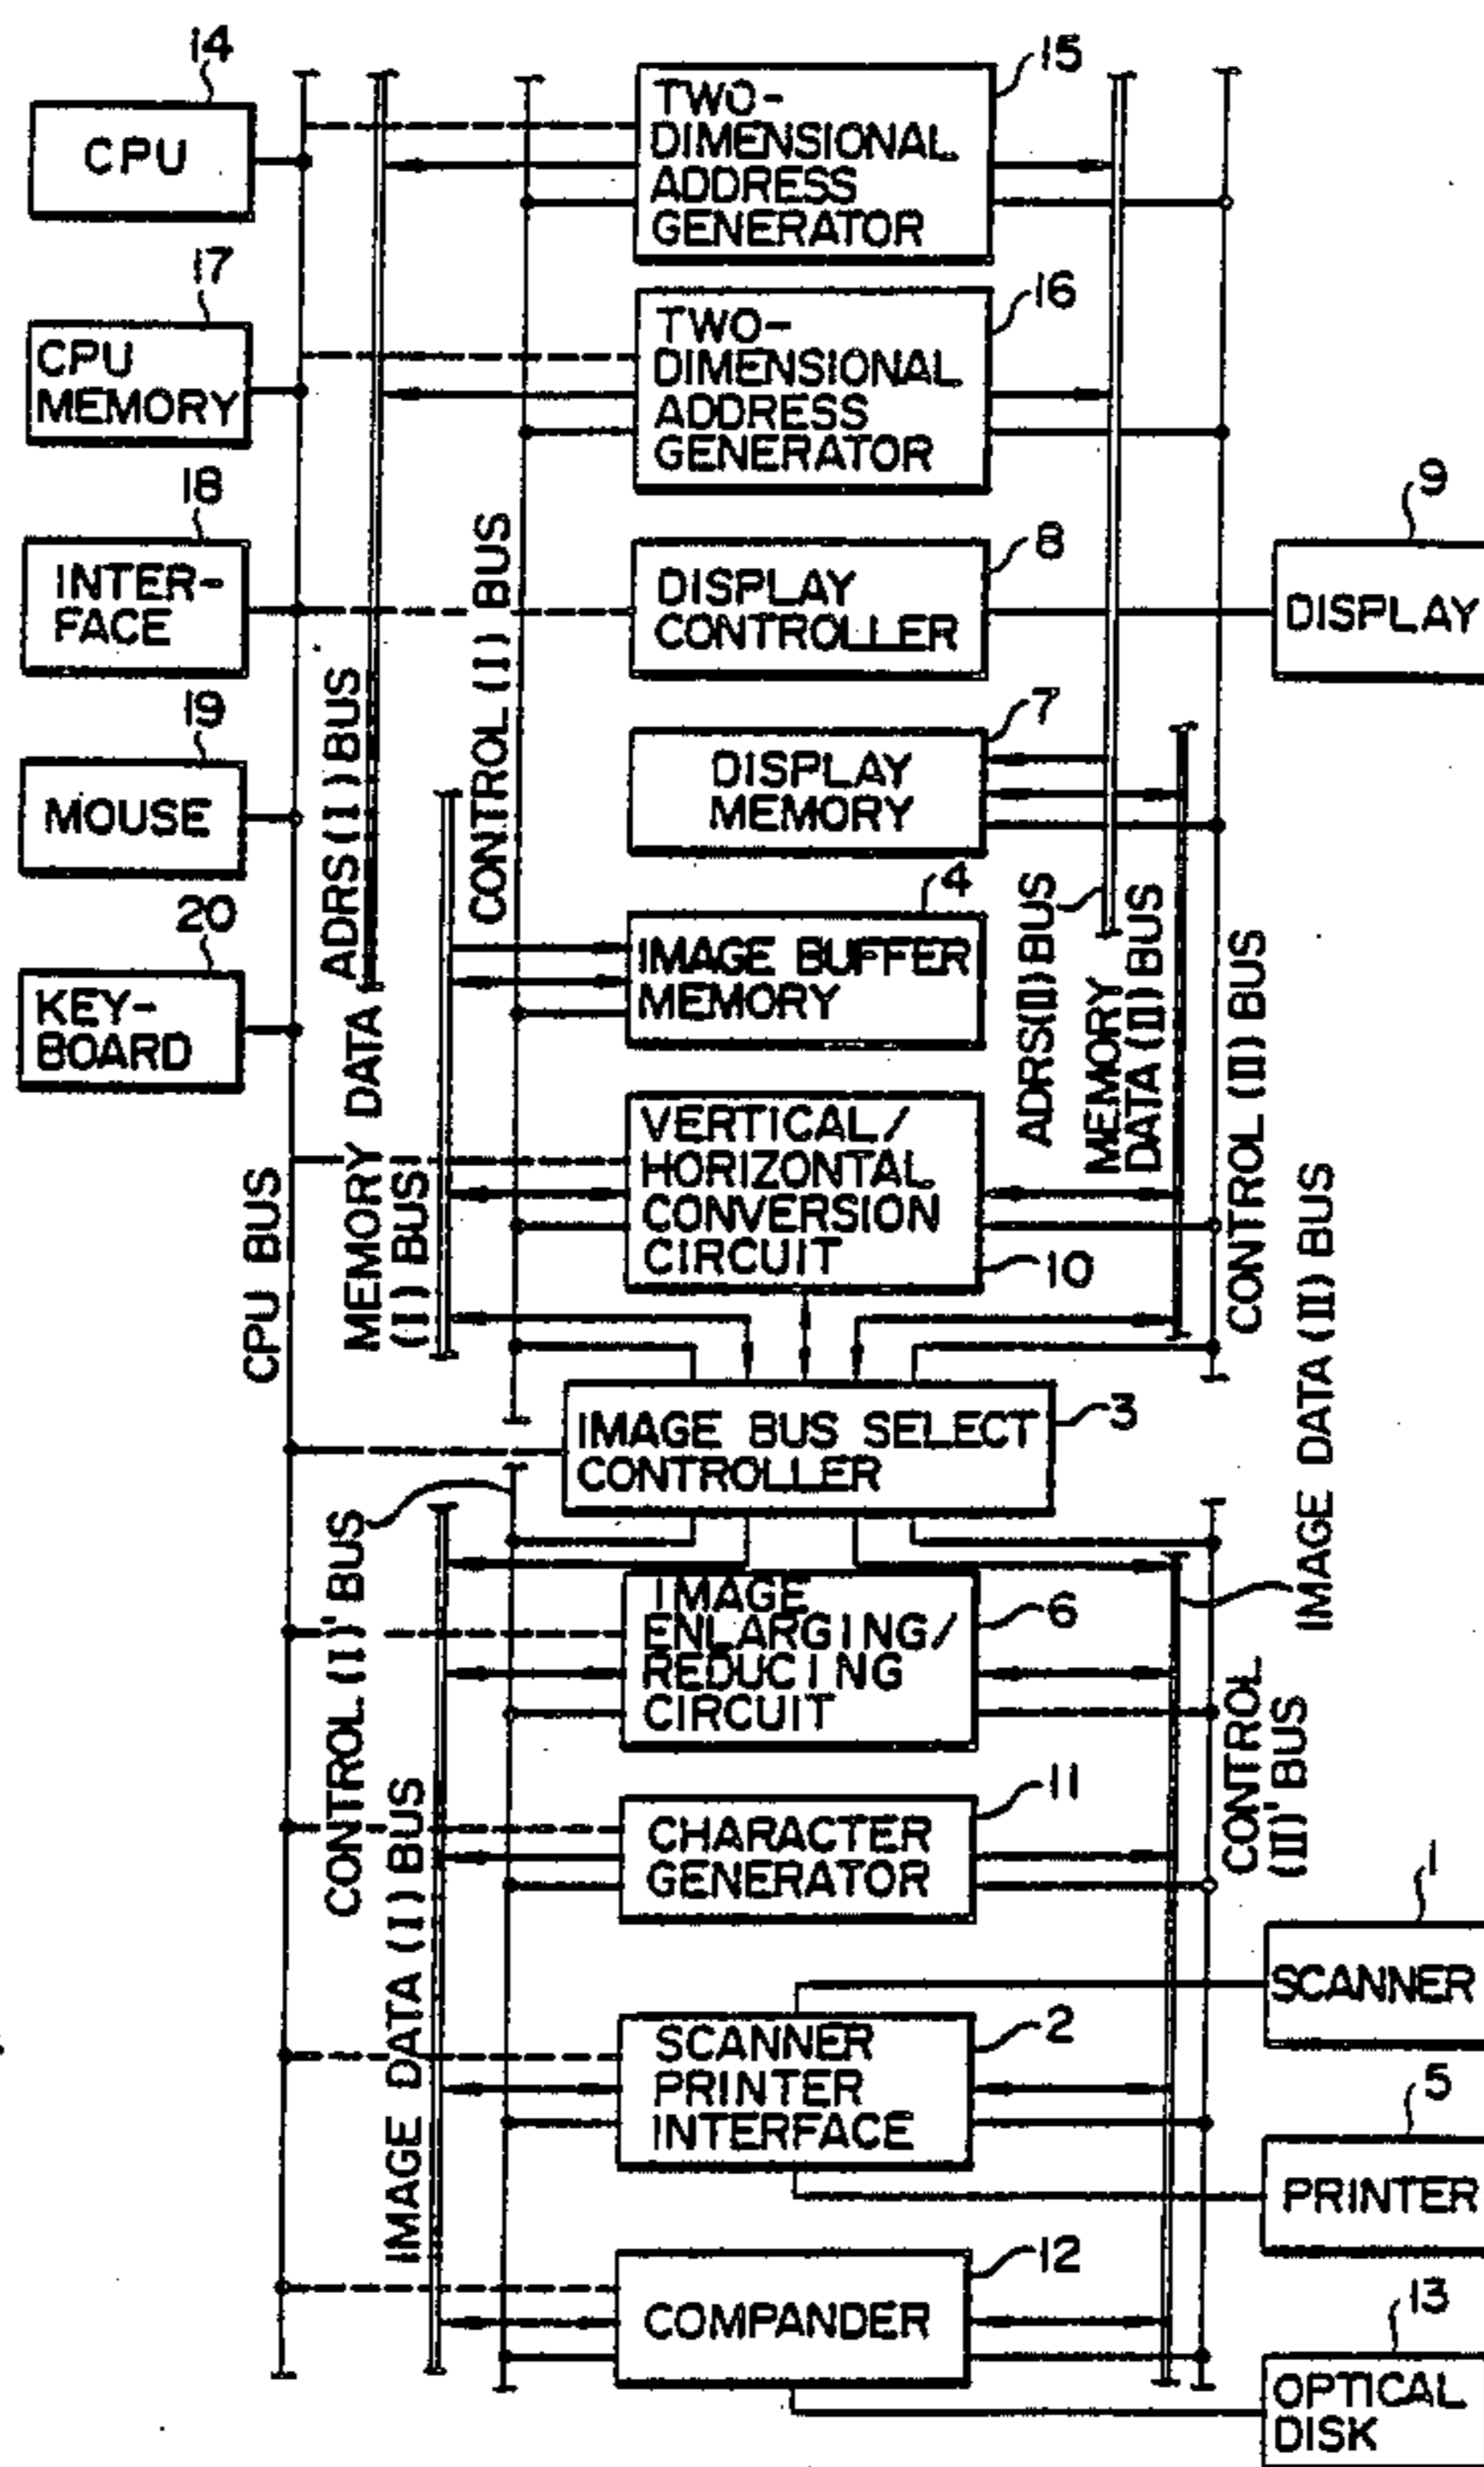 14
CPU
17
CPU
MEMORY
18
INTER-
FACE
19
MOUSE
20
KEY-
BOARD
CPU BUS
ADRS (I) BUS
MEMORY DATA
(I) BUS
CONTROL (I) BUS
15
TWO-
DIMENSIONAL
ADDRESS
GENERATOR
16
TWO-
DIMENSIONAL
ADDRESS
GENERATOR
8
DISPLAY
CONTROLLER
9
DISPLAY
7
DISPLAY
MEMORY
4
IMAGE BUFFER
MEMORY
ADRS(II) BUS
MEMORY
DATA (II) BUS
CONTROL (II) BUS
VERTICAL/
HORIZONTAL
CONVERSION
CIRCUIT
10
IMAGE BUS SELECT
CONTROLLER
3
IMAGE DATA (II) BUS
CONTROL (I)' BUS
IMAGE DATA (I) BUS
IMAGE
ENLARGING/
REDUCING
CIRCUIT
6
CONTROL
(II)' BUS
11
CHARACTER
GENERATOR
1
SCANNER
2
SCANNER
PRINTER
INTERFACE
5
PRINTER
12
COMPANDER
13
OPTICAL
DISK